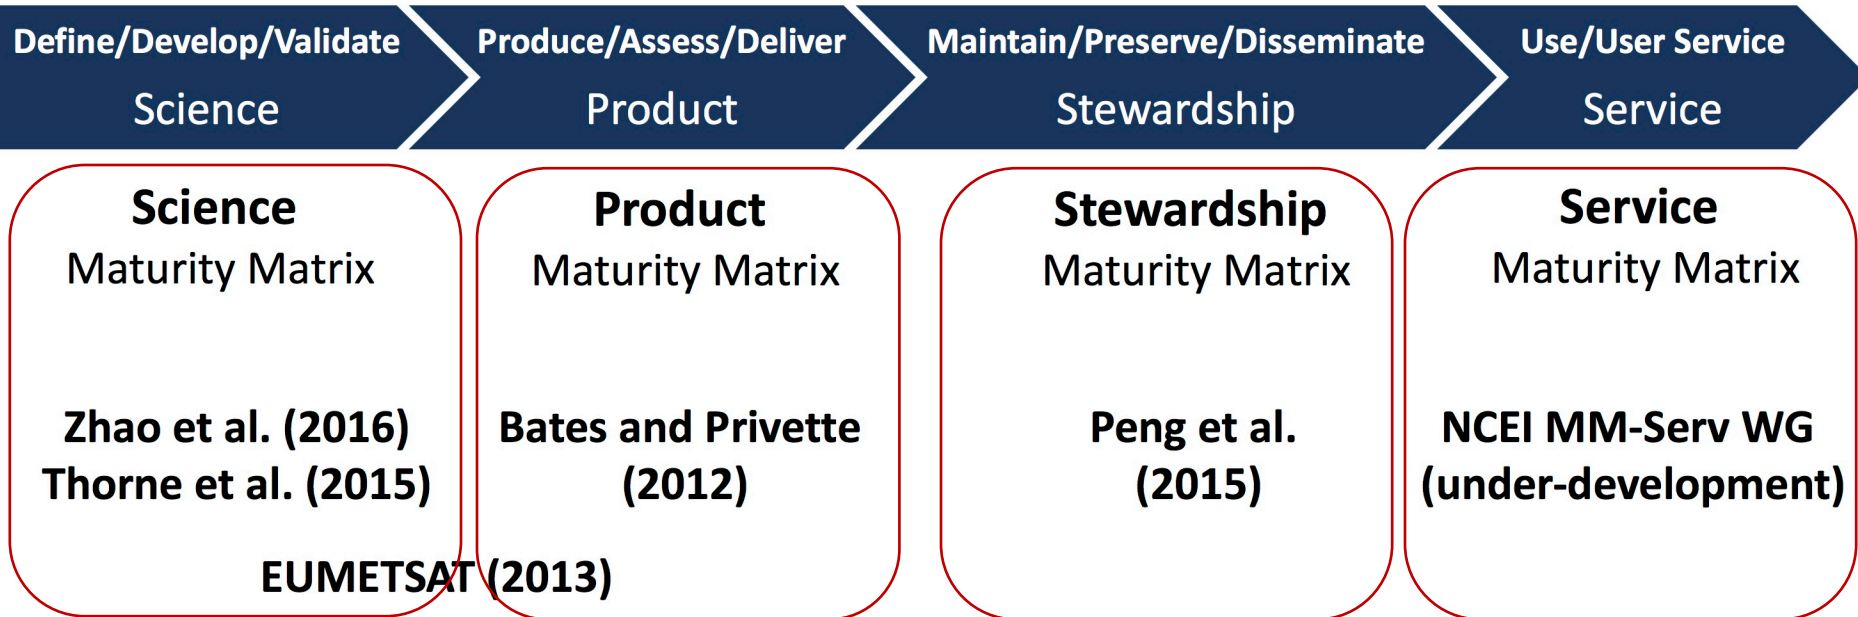 Define/Develop/Validate
Science
Produce/Assess/Deliver
Product
Maintain/Preserve/Disseminate
Stewardship
Use/User Service
Service
Science
Maturity Matrix
Zhao et al. (2016)
Thorne et al. (2015)
Product
Maturity Matrix
Bates and Privette
(2012)
EUMETSAT (2013)
Stewardship
Maturity Matrix
Peng et al.
(2015)
Service
Maturity Matrix
NCEI MM-Serv WG
(under-development)